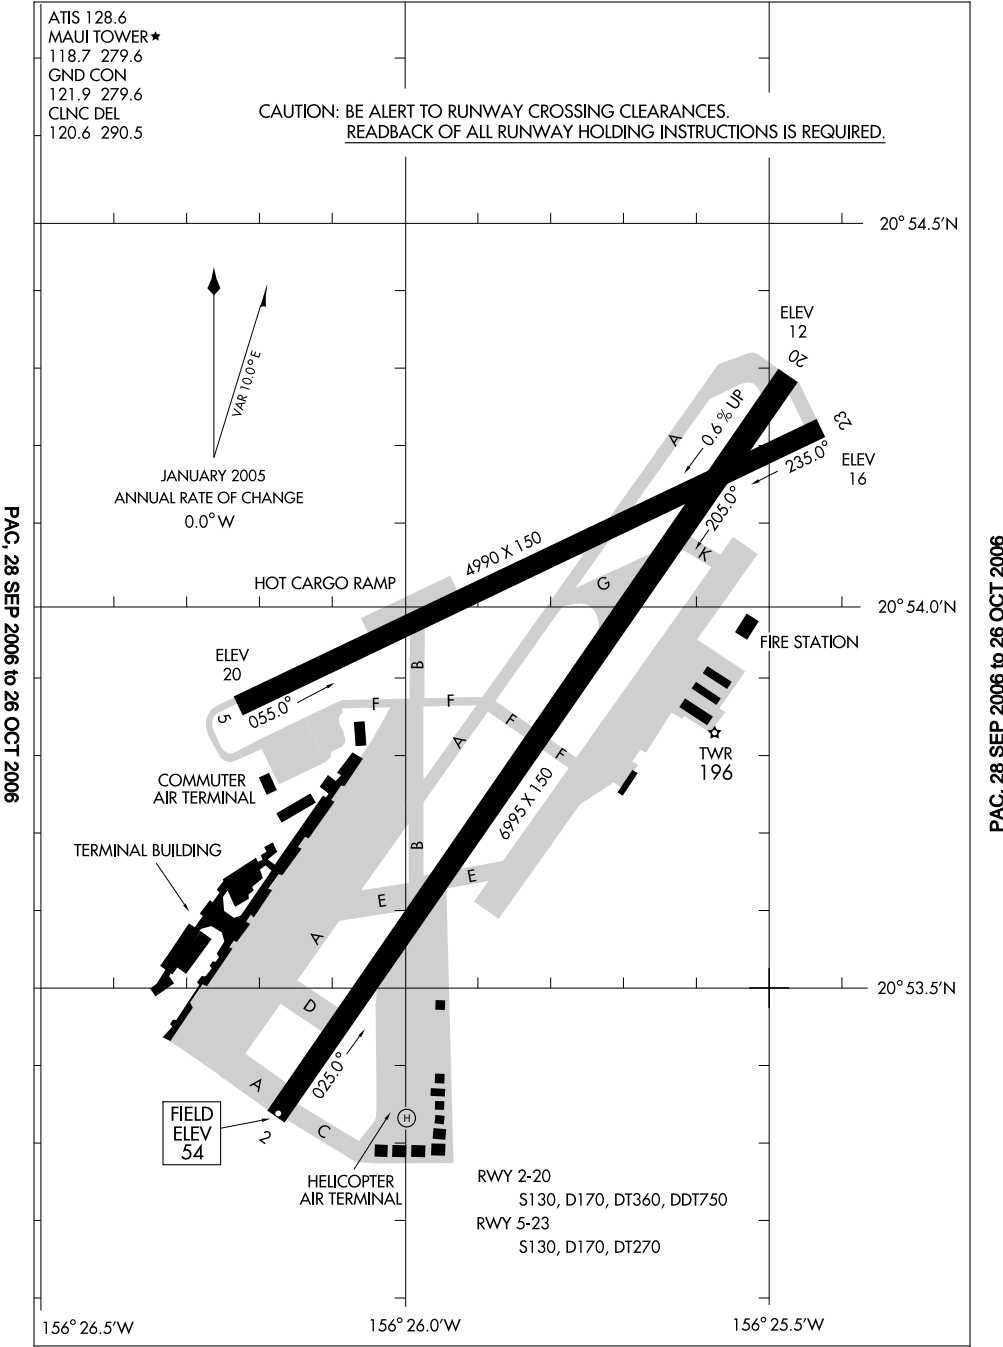 ATIS 128.6
MAUI TOWER★
118.7 279.6
GND CON
121.9 279.6
CLNC DEL
120.6 290.5
CAUTION: BE ALERT TO RUNWAY CROSSING CLEARANCES.
READBACK OF ALL RUNWAY HOLDING INSTRUCTIONS IS REQUIRED.
20° 54.5'N
VAR 10.0° E
JANUARY 2005
ANNUAL RATE OF CHANGE
0.0° W
ELEV
12
20
A
0.6 % UP
23
235.0°
ELEV
16
205.0°
K
4990 X 150
HOT CARGO RAMP
G
20° 54.0'N
FIRE STATION
ELEV
20
5
055.0°
B
F
F
F
F
A
TWR
196
COMMUTER
AIR TERMINAL
6995 X 150
TERMINAL BUILDING
B
E
E
A
20° 53.5'N
D
025.0°
A
FIELD
ELEV
54
2
C
H
HELICOPTER
AIR TERMINAL
RWY 2-20
S130, D170, DT360, DDT750
RWY 5-23
S130, D170, DT270
156° 26.5'W
156° 26.0'W
156° 25.5'W
PAC, 28 SEP 2006 to 26 OCT 2006
PAC, 28 SEP 2006 to 26 OCT 2006